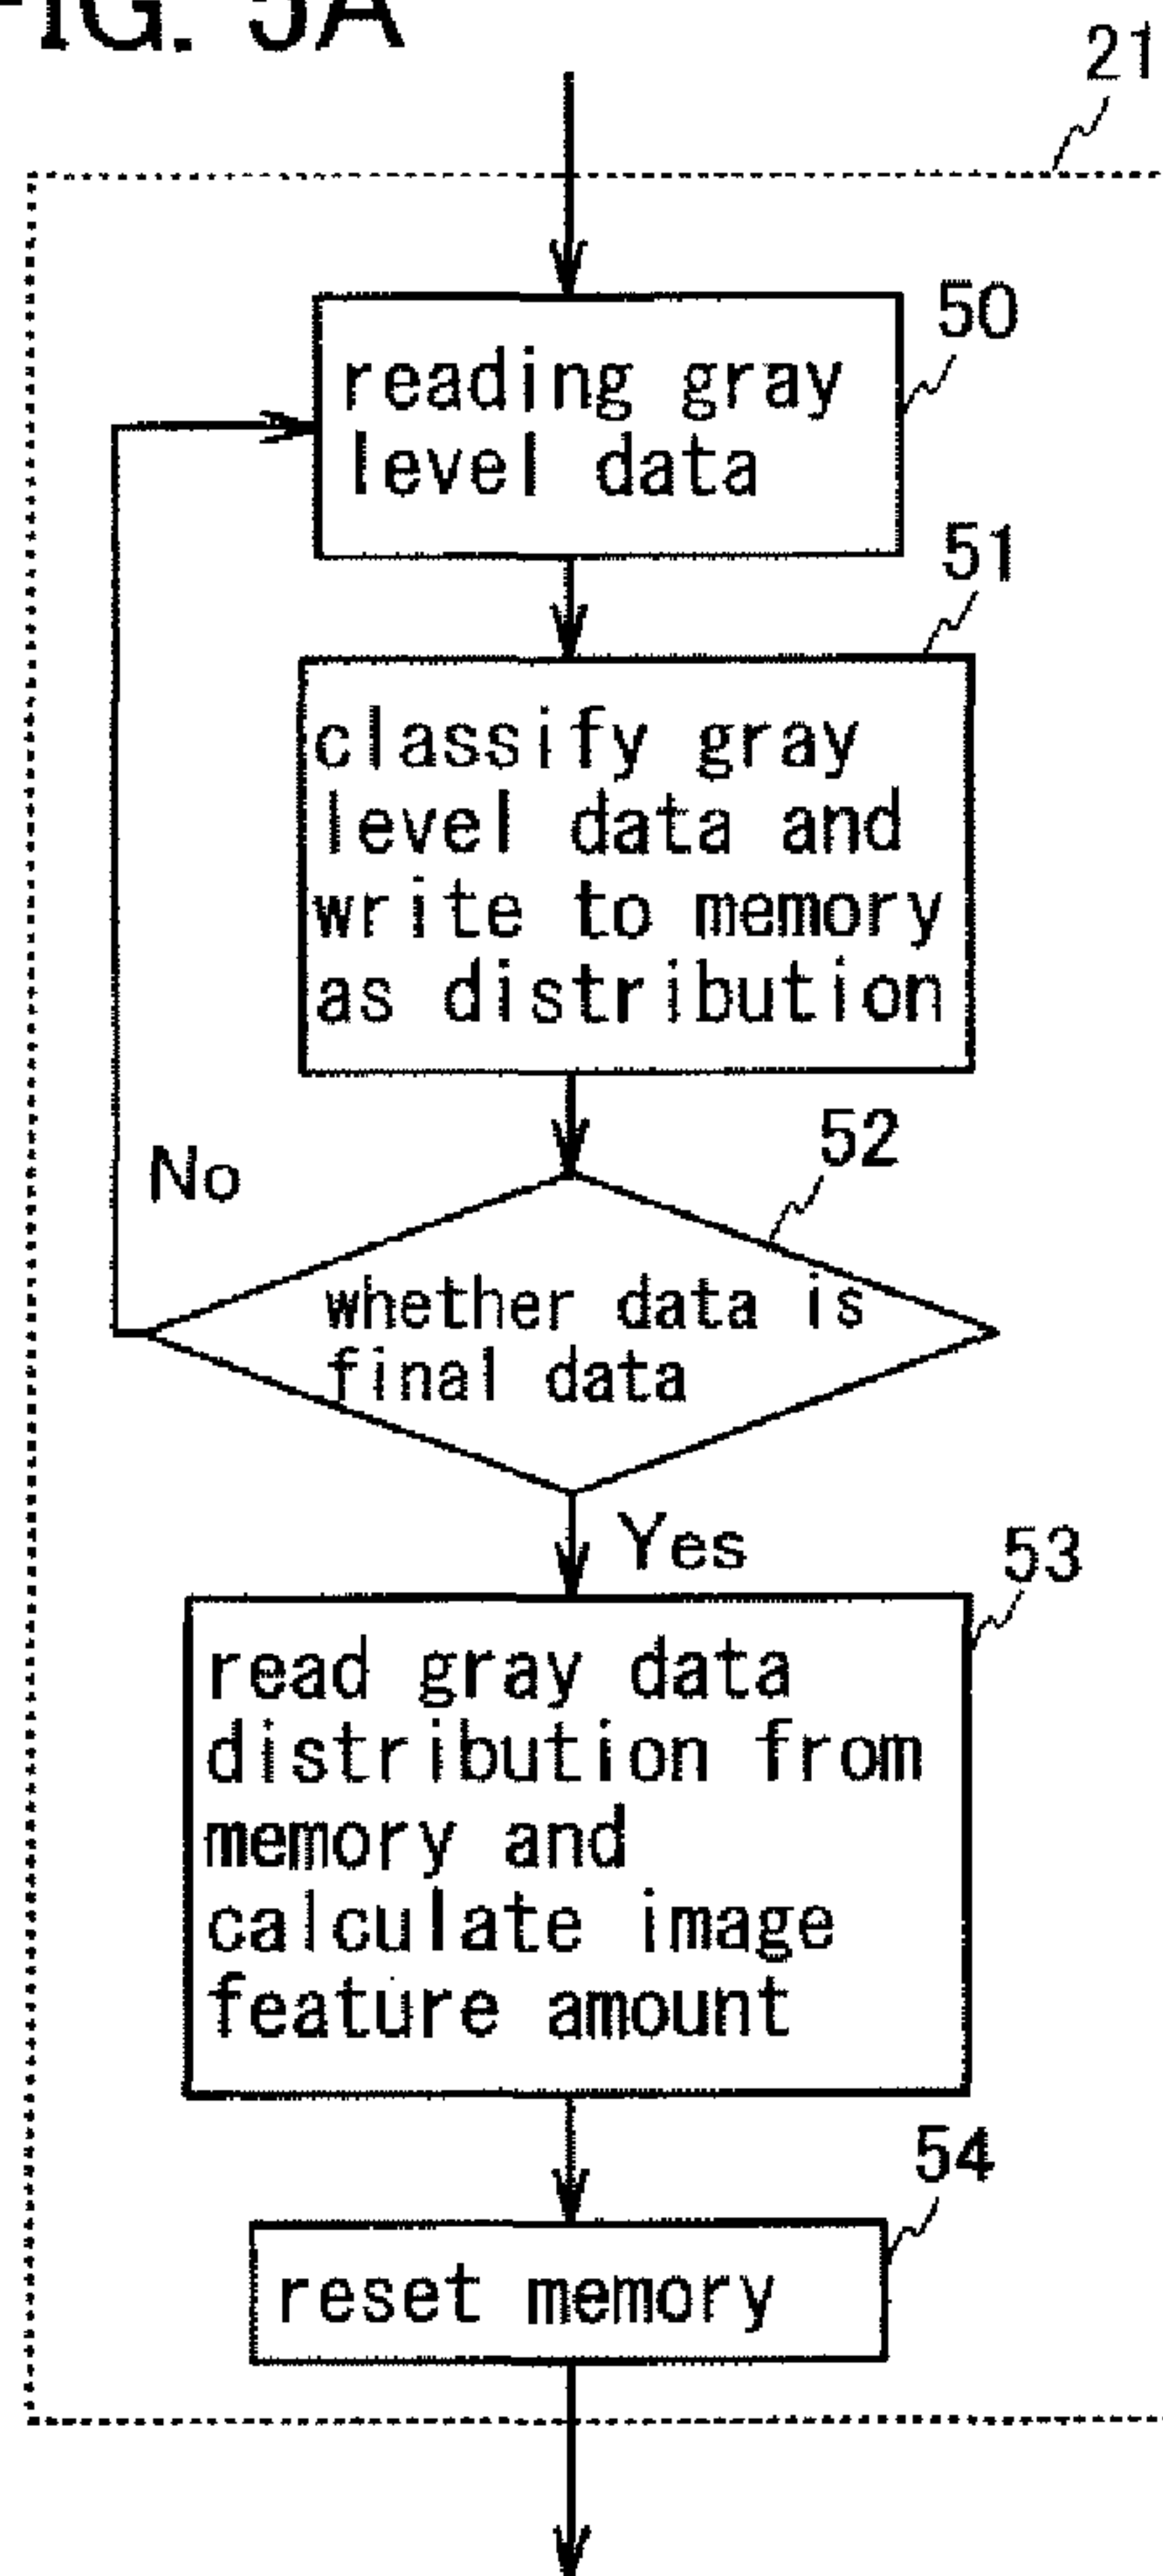 FIG. 5A
21
50
reading gray
level data
51
classify gray
level data and
write to memory
as distribution
52
No
whether data is
final data
Yes
53
read gray data
distribution from
memory and
calculate image
feature amount
54
reset memory